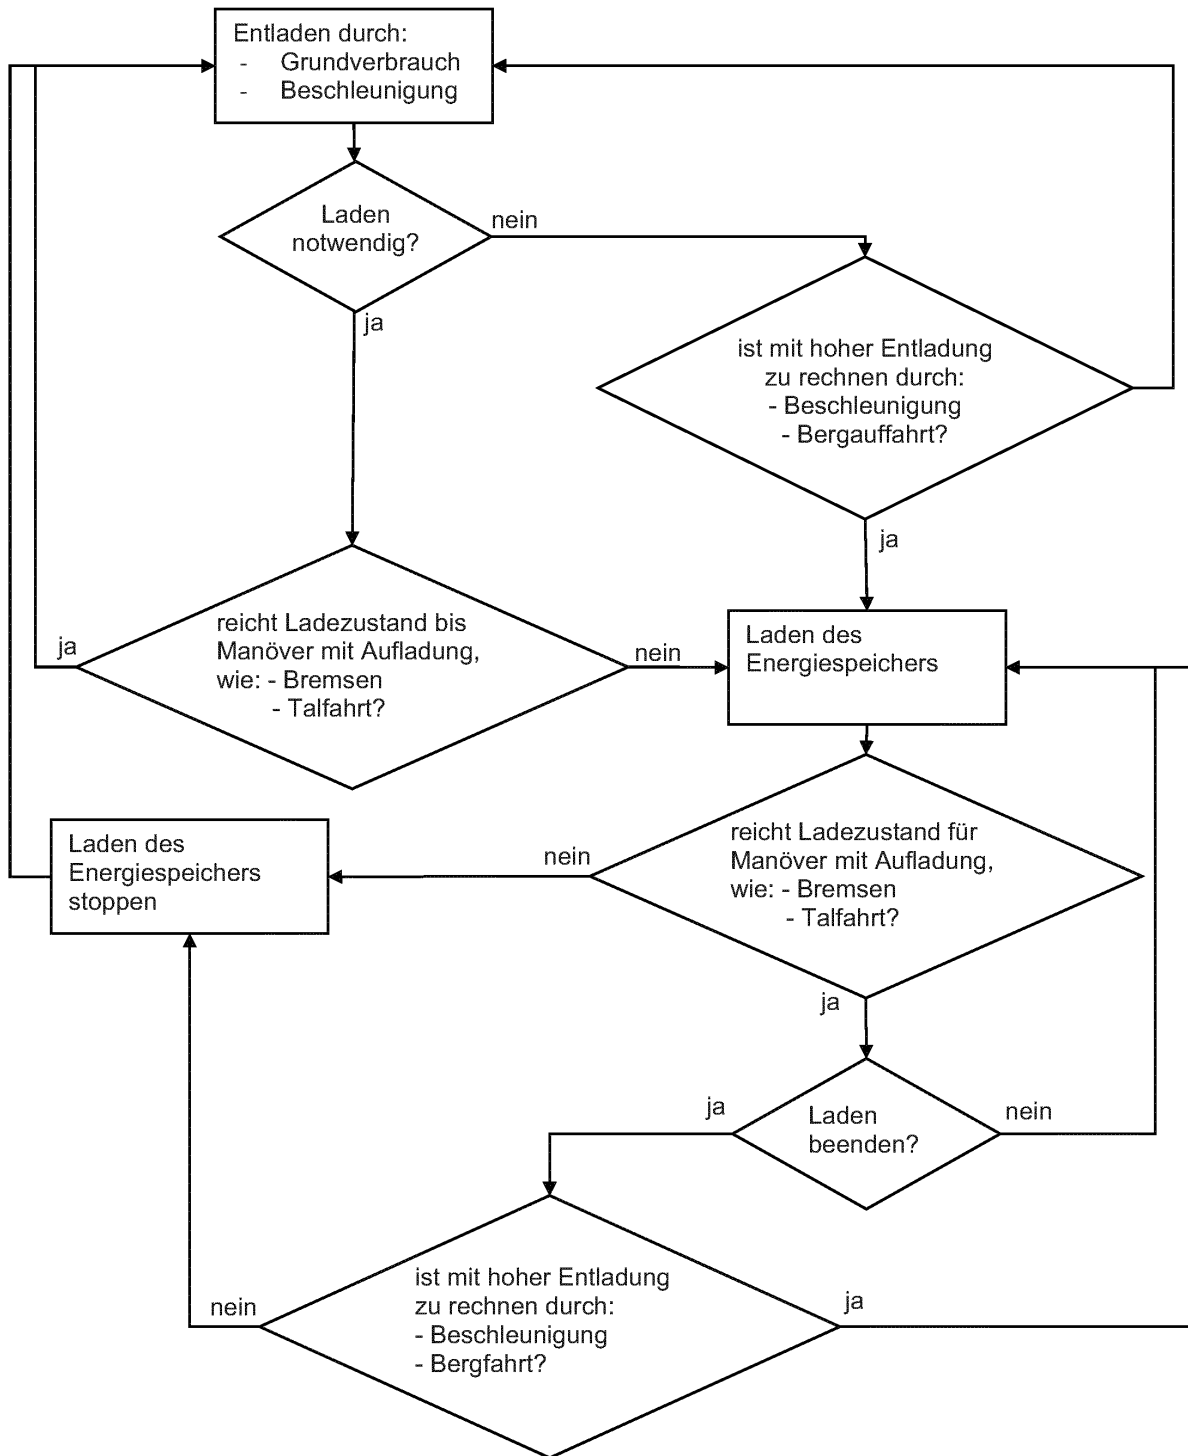 Entladen durch:
- Grundverbrauch
- Beschleunigung
Laden
notwendig?
nein
ja
ist mit hoher Entladung
zu rechnen durch:
- Beschleunigung
- Bergauffahrt?
ja
reicht Ladezustand bis
Manöver mit Aufladung,
wie: - Bremsen
- Talfahrt?
ja
nein
Laden des
Energiespeichers
reicht Ladezustand für
Manöver mit Aufladung,
wie: - Bremsen
- Talfahrt?
nein
ja
Laden des
Energiespeichers
stoppen
Laden
beenden?
ja
nein
ist mit hoher Entladung
zu rechnen durch:
- Beschleunigung
- Bergfahrt?
nein
ja